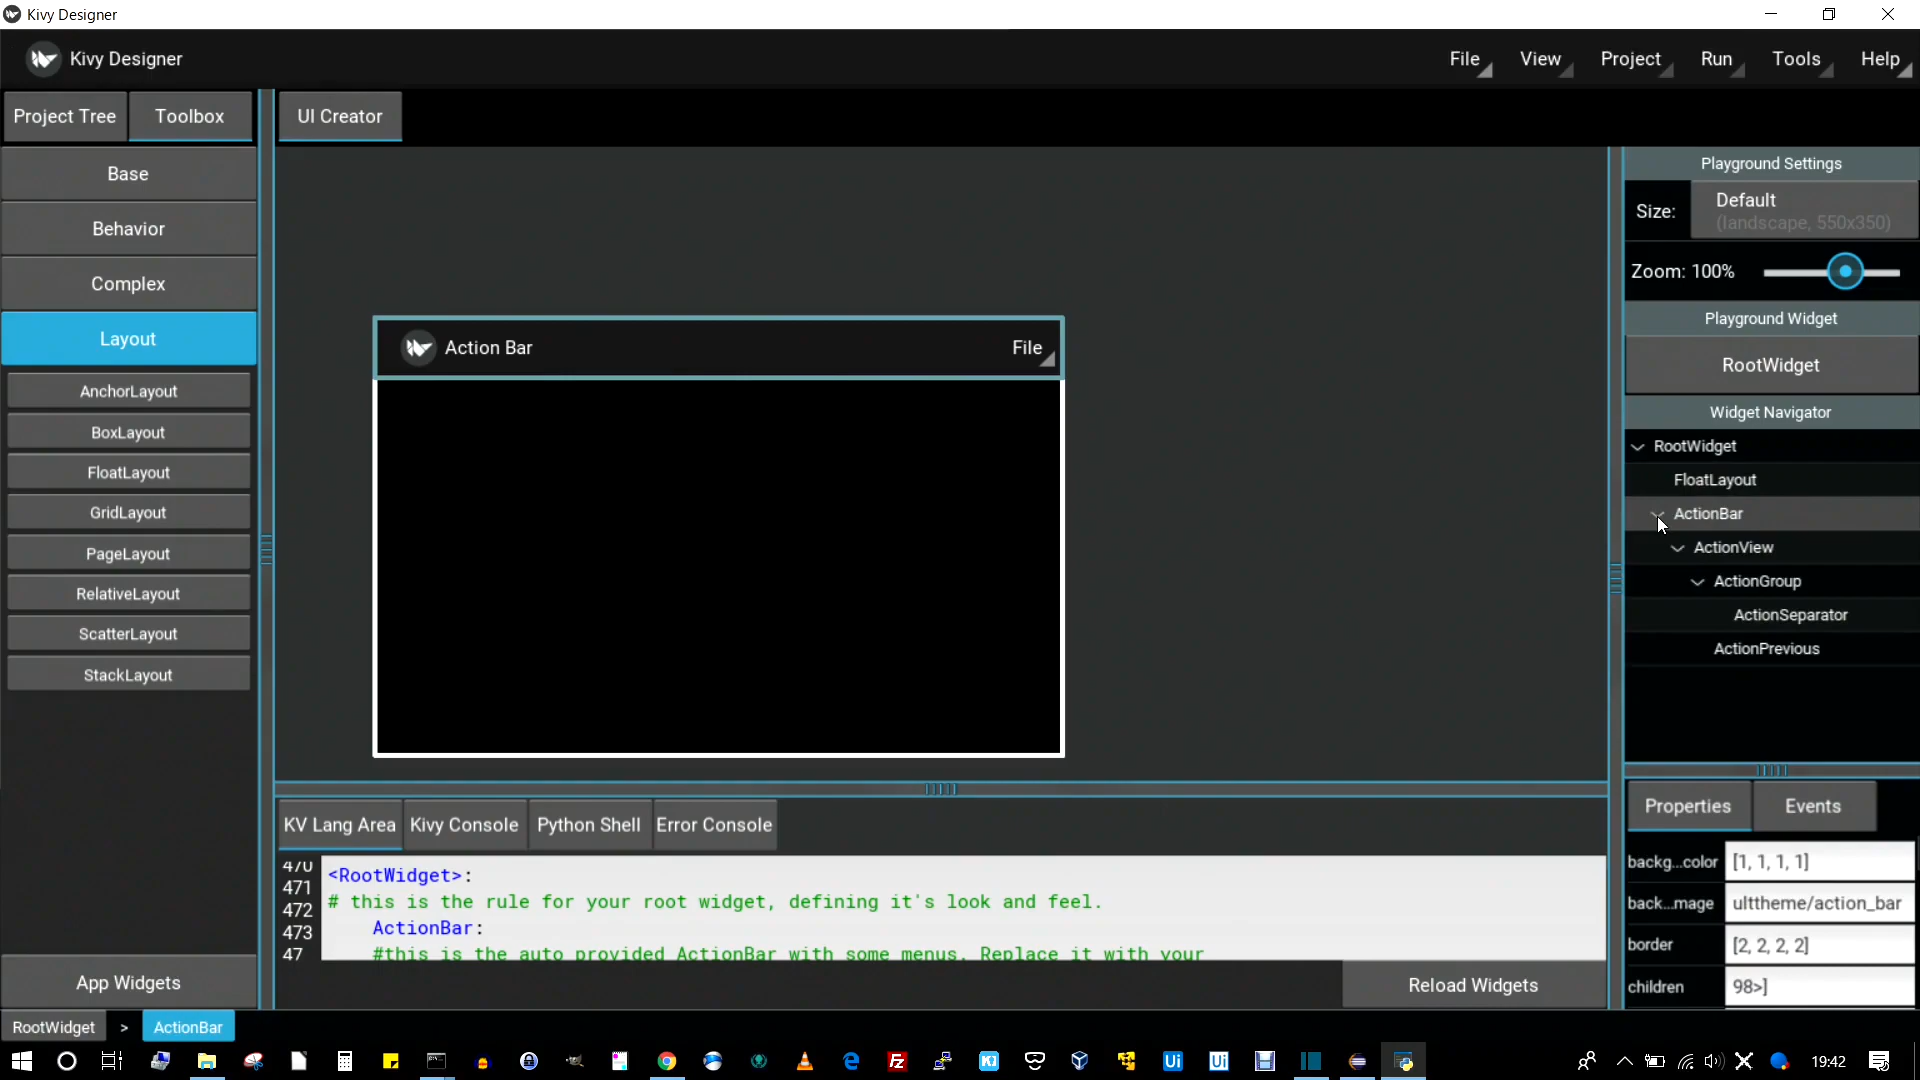 Kivy Designer
Kivy Designer
File
View
Project
Run
Tools
Help
Project Tree
Toolbox
UI Creator
Base
Behavior
Complex
Layout
AnchorLayout
BoxLayout
FloatLayout
GridLayout
PageLayout
RelativeLayout
ScatterLayout
StackLayout
App Widgets
Action Bar
File
Playground Settings
Size:
Default
(landscape, 550x350)
Zoom: 100%
Playground Widget
RootWidget
Widget Navigator
RootWidget
FloatLayout
ActionBar
ActionView
ActionGroup
ActionSeparator
ActionPrevious
KV Lang Area
Kivy Console
Python Shell
Error Console
470 <RootWidget>:
471 # this is the rule for your root widget, defining it's look and feel.
472 ActionBar:
473 #this is the auto provided ActionBar with some menus. Replace it with your
47
Reload Widgets
Properties
Events
backg...color [1, 1, 1, 1]
back...mage ulttheme/action_bar
border [2, 2, 2, 2]
children 98>]
RootWidget > ActionBar
19:42